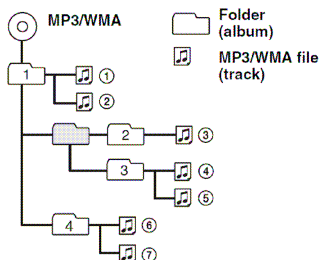 MP3/WMA
Folder
(album)
MP3/WMA file
(track)
1
①
②
2
③
3
④
⑤
4
⑥
⑦